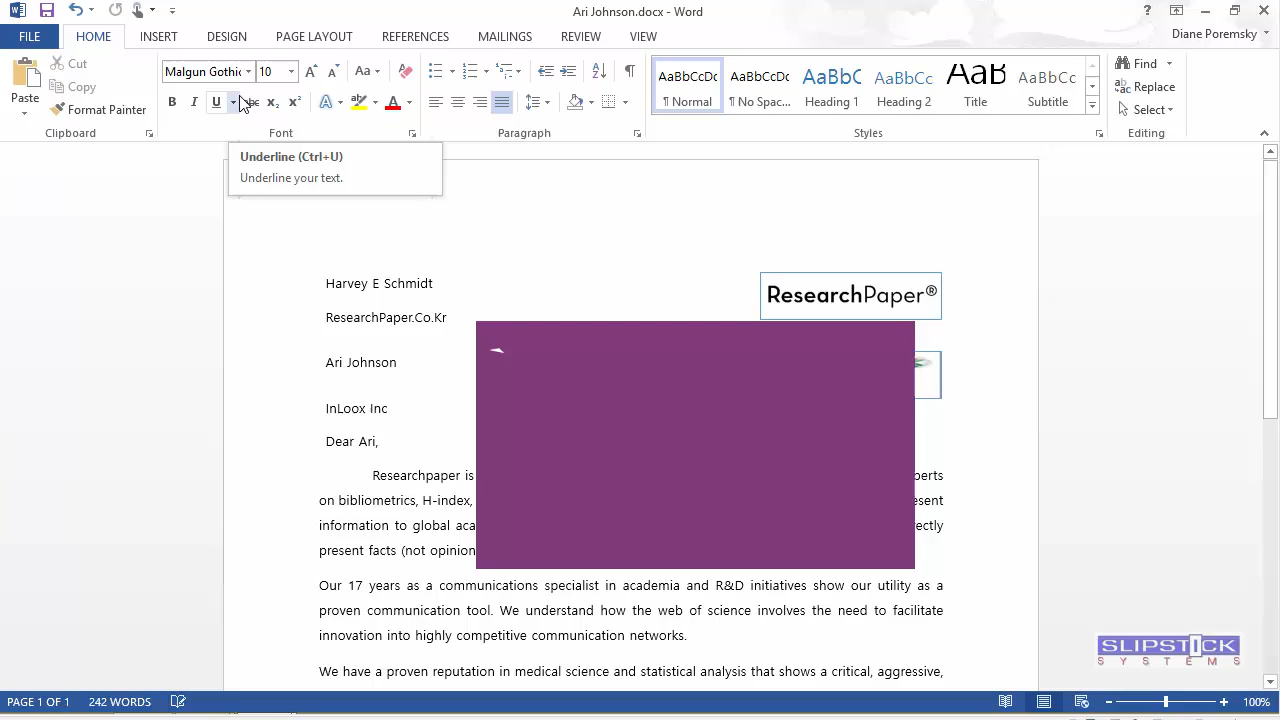 Ari Johnson.docx - Word
Diane Poremsky
FILE HOME INSERT DESIGN PAGE LAYOUT REFERENCES MAILINGS REVIEW VIEW
Paste
Cut
Copy
Format Painter
Clipboard
Malgun Gothic 10
Font
Underline (Ctrl+U)
Underline your text.
Paragraph
AaBbCcDc AaBbCcDc AaBbC AaBbCc AaB AaBbCcC
¶ Normal ¶ No Spac... Heading 1 Heading 2 Title Subtitle
Styles
Find
Replace
Select
Editing
Harvey E Schmidt
ResearchPaper®
ResearchPaper.Co.Kr
Ari Johnson
InLoox Inc
Dear Ari,
Researchpaper is
on bibliometrics, H-index,
information to global
present facts (not
Our 17 years as a communications specialist in academia and R&D initiatives show our utility as a
proven communication tool. We understand how the web of science involves the need to facilitate
innovation into highly competitive communication networks.
We have a proven reputation in medical science and statistical analysis that shows a critical, aggressive,
SLIPSTICK
SYSTEMS
PAGE 1 OF 1 242 WORDS
100%